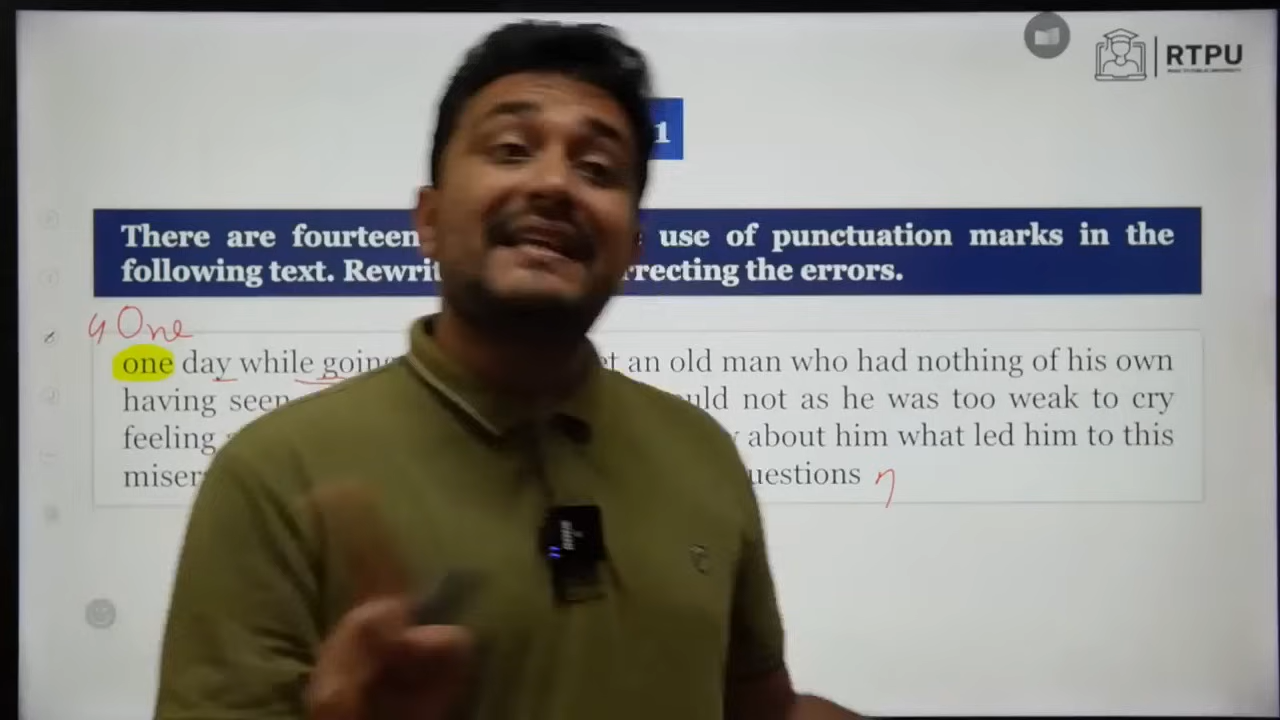 RTPU
1
There are fourteen use of punctuation marks in the
following text. Rewrit rrecting the errors.
One
one day while going et an old man who had nothing of his own
having seen uld not as he was too weak to cry
feeling about him what led him to this
miser uestions